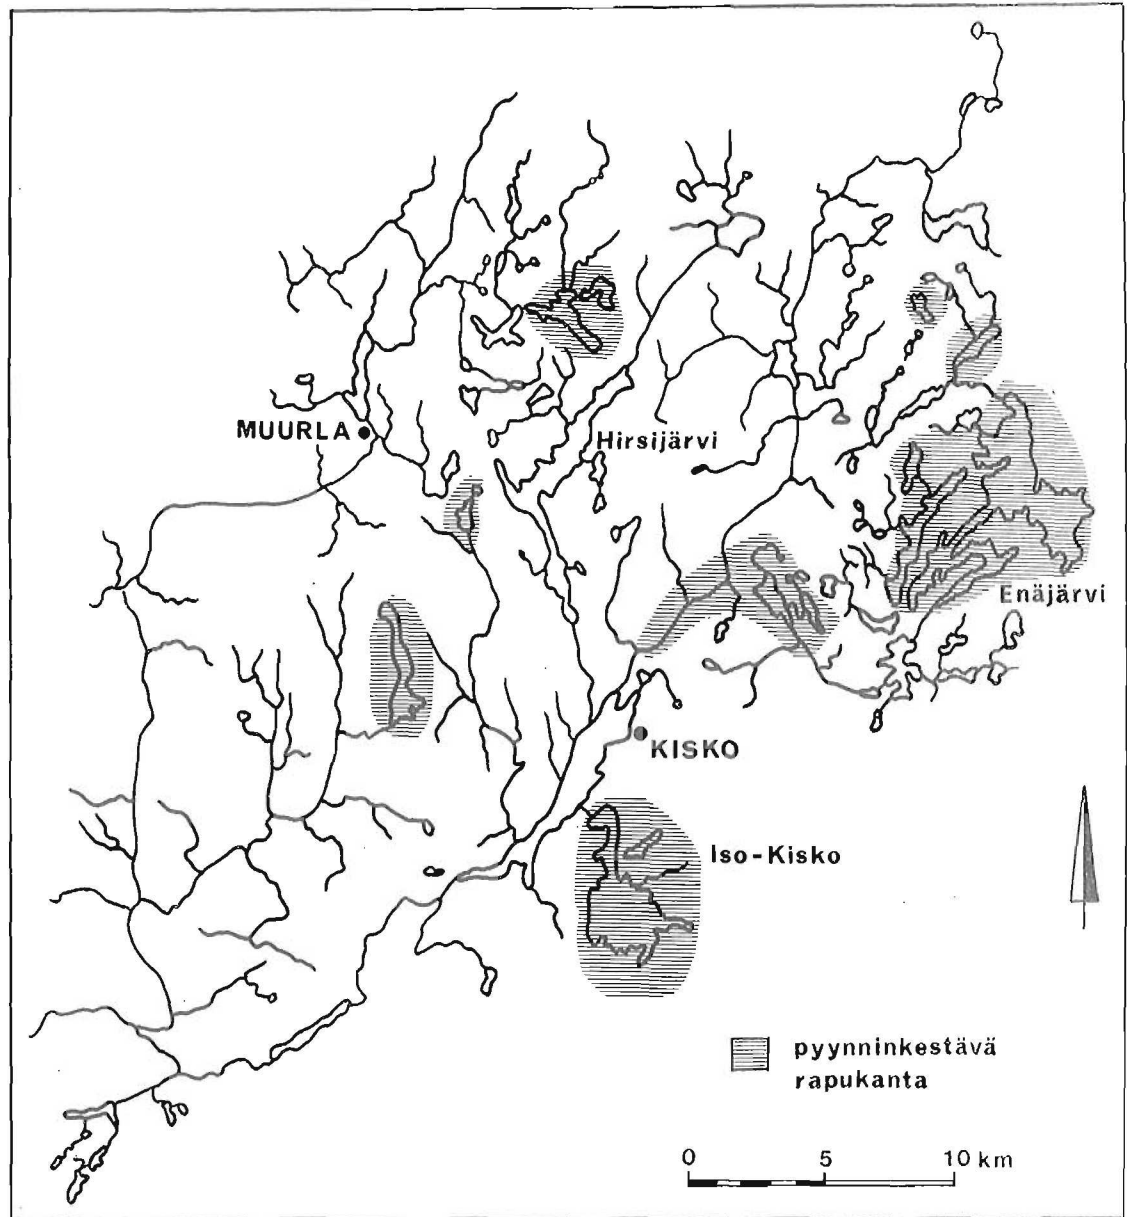 MUURLA
Hirsijärvi
Enäjärvi
KISKO
Iso-Kisko
pyynninkestävä
rapukanta
0 5 10 km